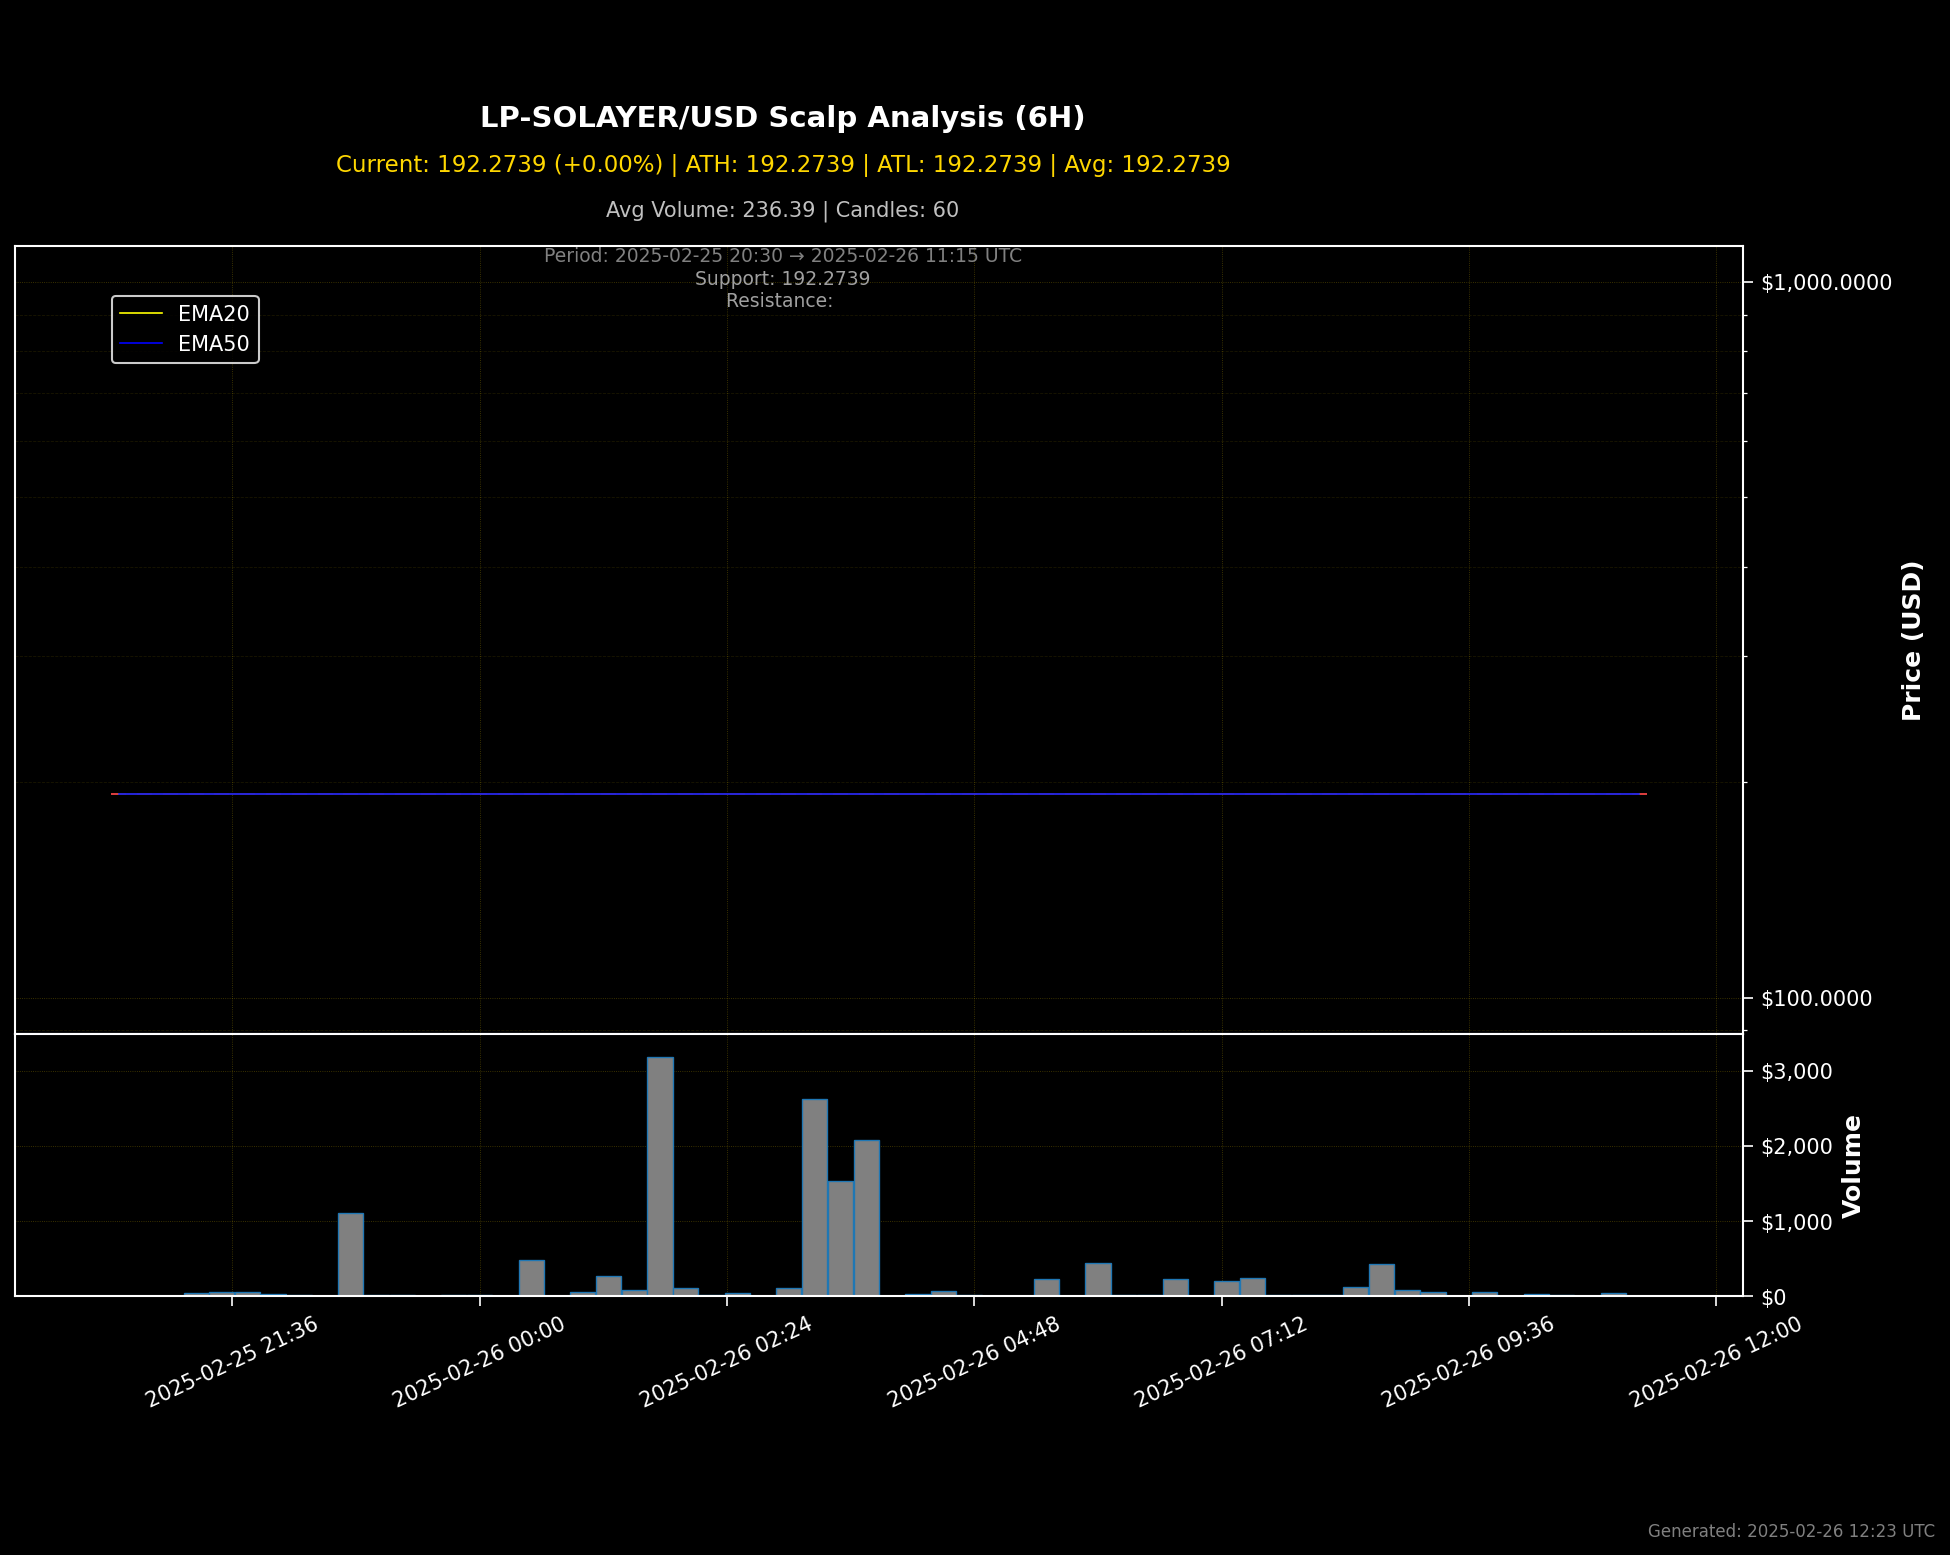 LP-SOLAYER/USD Scalp Analysis (6H)
Current: 192.2739 (+0.00%) | ATH: 192.2739 | ATL: 192.2739 | Avg: 192.2739
Avg Volume: 236.39 | Candles: 60
Period: 2025-02-25 20:30 → 2025-02-26 11:15 UTC
Support: 192.2739
Resistance:
EMA20
EMA50
$1,000.0000
$100.0000
Price (USD)
$3,000
$2,000
$1,000
$0
Volume
2025-02-25 21:36
2025-02-26 00:00
2025-02-26 02:24
2025-02-26 04:48
2025-02-26 07:12
2025-02-26 09:36
2025-02-26 12:00
Generated: 2025-02-26 12:23 UTC